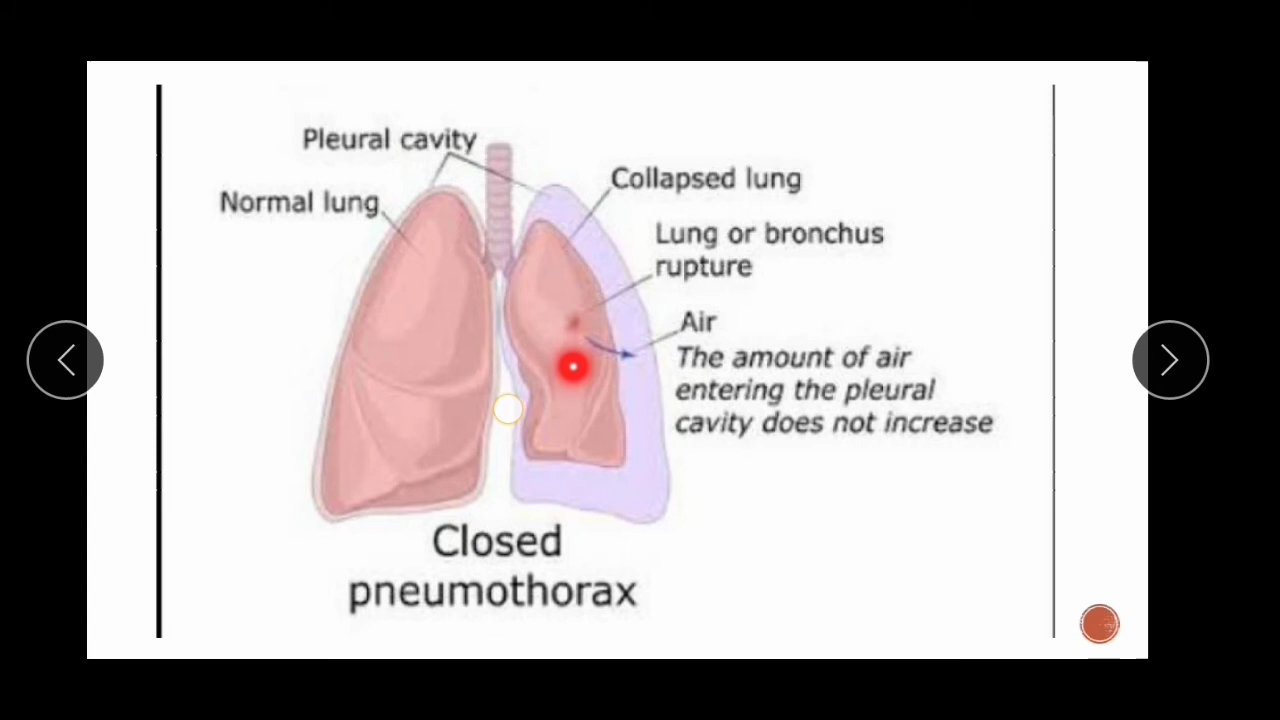 Pleural cavity
Normal lung
Collapsed lung
Lung or bronchus
rupture
Air
The amount of air
entering the pleural
cavity does not increase
Closed
pneumothorax